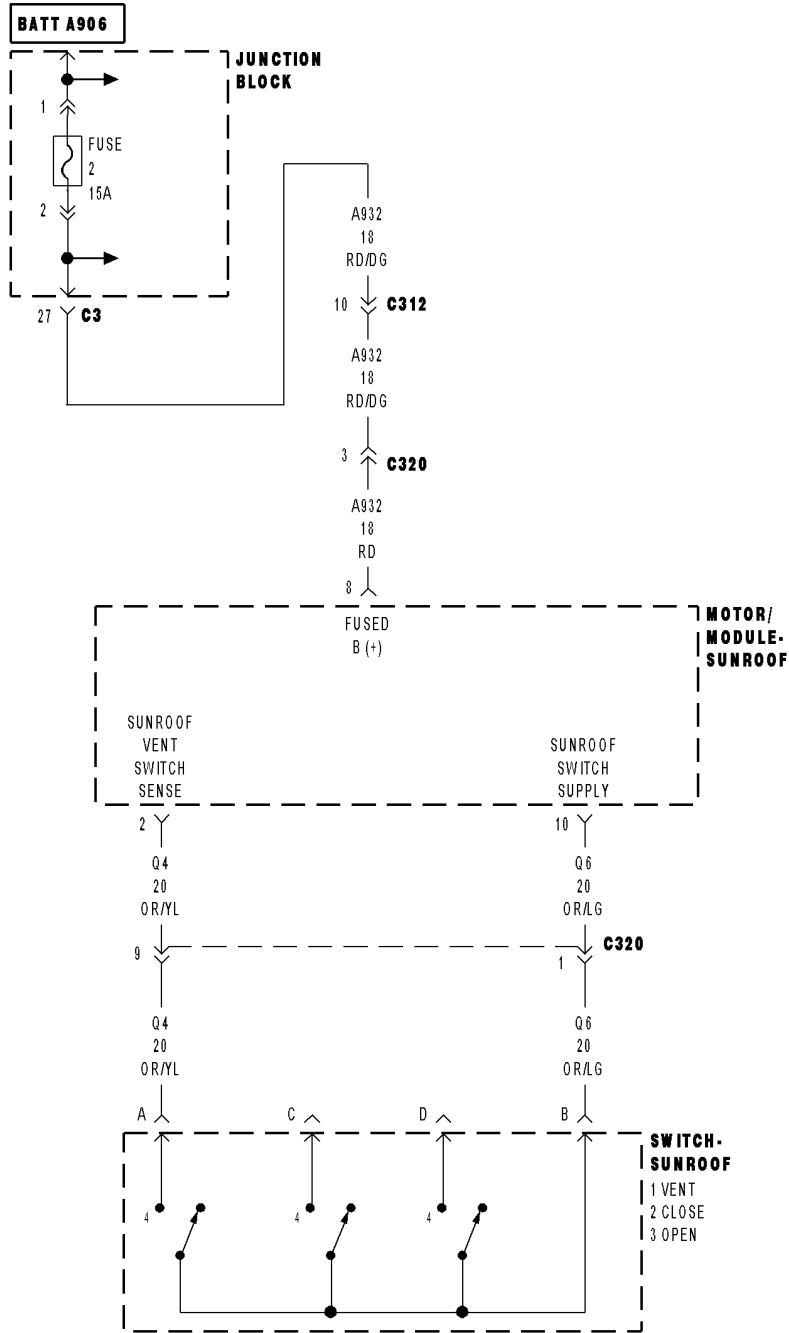 BATT A906
JUNCTION
BLOCK
1
FUSE
2
15A
2
27
C3
A932
18
RD/DG
10
C312
A932
18
RD/DG
3
C320
A932
18
RD
8
FUSED
B (+)
MOTOR/
MODULE-
SUNROOF
SUNROOF
VENT
SWITCH
SENSE
SUNROOF
SWITCH
SUPPLY
2
10
Q4
20
OR/YL
Q6
20
OR/LG
9
1
C320
Q4
20
OR/YL
Q6
20
OR/LG
A
C
D
B
SWITCH-
SUNROOF
1 VENT
2 CLOSE
3 OPEN
4
4
4